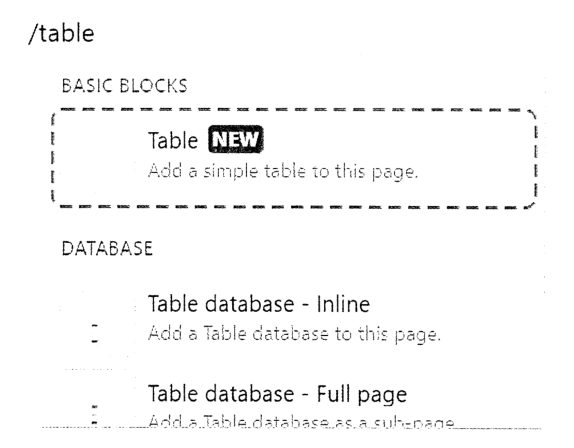 /table
BASIC BLOCKS
Table NEW
Add a simple table to this page.
DATABASE
Table database - Inline
Add a Table database to this page.
Table database - Full page
Add a Table database as a sub-page